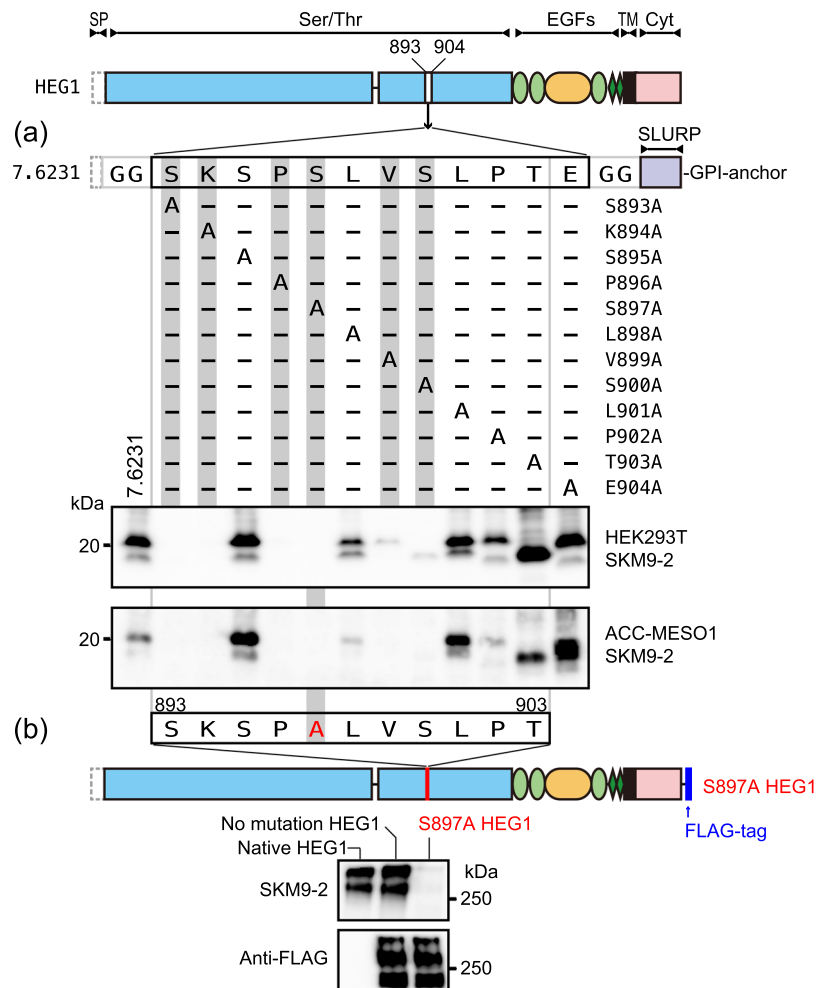 SP Ser/Thr EGFs TM Cyt
893 904
HEG1
(a)
SLURP
7.6231 GG S K S P S L V S L P T E GG -GPI-anchor
A – – – – – – – – – – – S893A
– A – – – – – – – – – – K894A
– – A – – – – – – – – – S895A
– – – A – – – – – – – – P896A
– – – – A – – – – – – – S897A
– – – – – A – – – – – – L898A
– – – – – – A – – – – – V899A
– – – – – – – A – – – – S900A
– – – – – – – – A – – – L901A
– – – – – – – – – A – – P902A
– – – – – – – – – – A – T903A
– – – – – – – – – – – A E904A
7.6231
kDa
20
HEK293T
SKM9-2
20
ACC-MESO1
SKM9-2
893 903
(b)
S K S P A L V S L P T
S897A HEG1
FLAG-tag
No mutation HEG1 S897A HEG1
Native HEG1
kDa
SKM9-2
250
Anti-FLAG
250